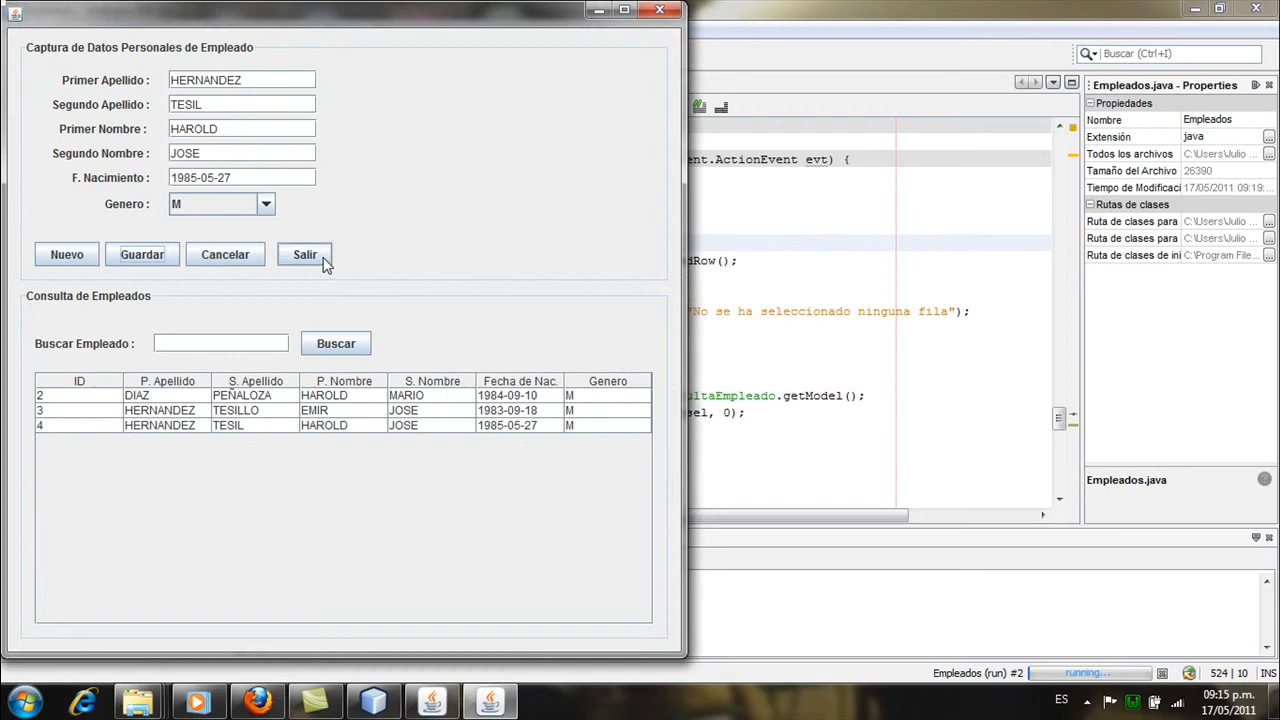 Captura de Datos Personales de Empleado
Primer Apellido : HERNANDEZ
Segundo Apellido : TESIL
Primer Nombre : HAROLD
Segundo Nombre : JOSE
F. Nacimiento : 1985-05-27
Genero : M
Nuevo Guardar Cancelar Salir
Consulta de Empleados
Buscar Empleado : Buscar
ID P. Apellido S. Apellido P. Nombre S. Nombre Fecha de Nac. Genero
2 DIAZ PEÑALOZA HAROLD MARIO 1984-09-10 M
3 HERNANDEZ TESILLO EMIR JOSE 1983-09-18 M
4 HERNANDEZ TESIL HAROLD JOSE 1985-05-27 M
Buscar (Ctrl+I)
ent.ActionEvent evt) {
dRow();
"No se ha seleccionado ninguna fila");
ultaEmpleado.getModel();
sel, 0);
Empleados.java - Properties
Propiedades
Nombre Empleados
Extensión java
Todos los archivos C:\Users\Julio ...
Tamaño del Archivo 26390
Tiempo de Modificaci 17/05/2011 09:19:...
Rutas de clases
Ruta de clases para C:\Users\Julio ...
Ruta de clases para C:\Users\Julio ...
Ruta de clases de ini C:\Program File...
Empleados.java
Empleados (run) #2 running... 524 | 10 INS
ES 09:15 p.m.
17/05/2011